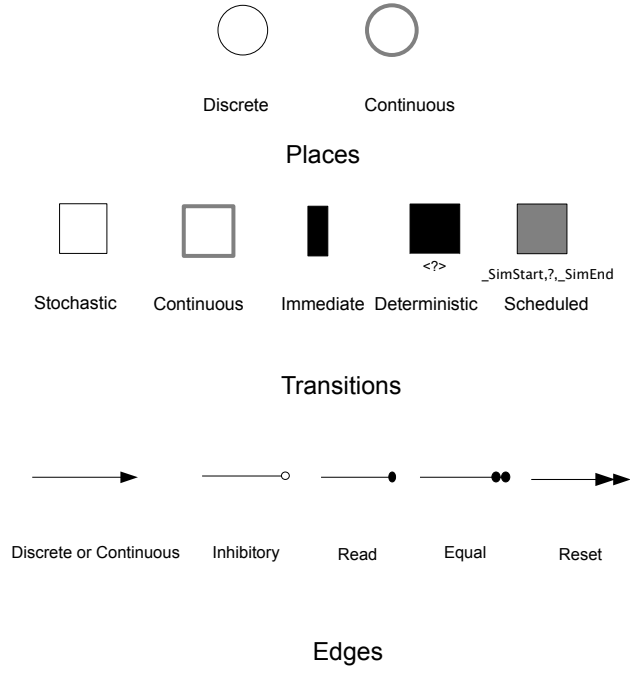 Discrete Continuous
Places
<?>
_SimStart,?,_SimEnd
Stochastic Continuous Immediate Deterministic Scheduled
Transitions
Discrete or Continuous Inhibitory Read Equal Reset
Edges